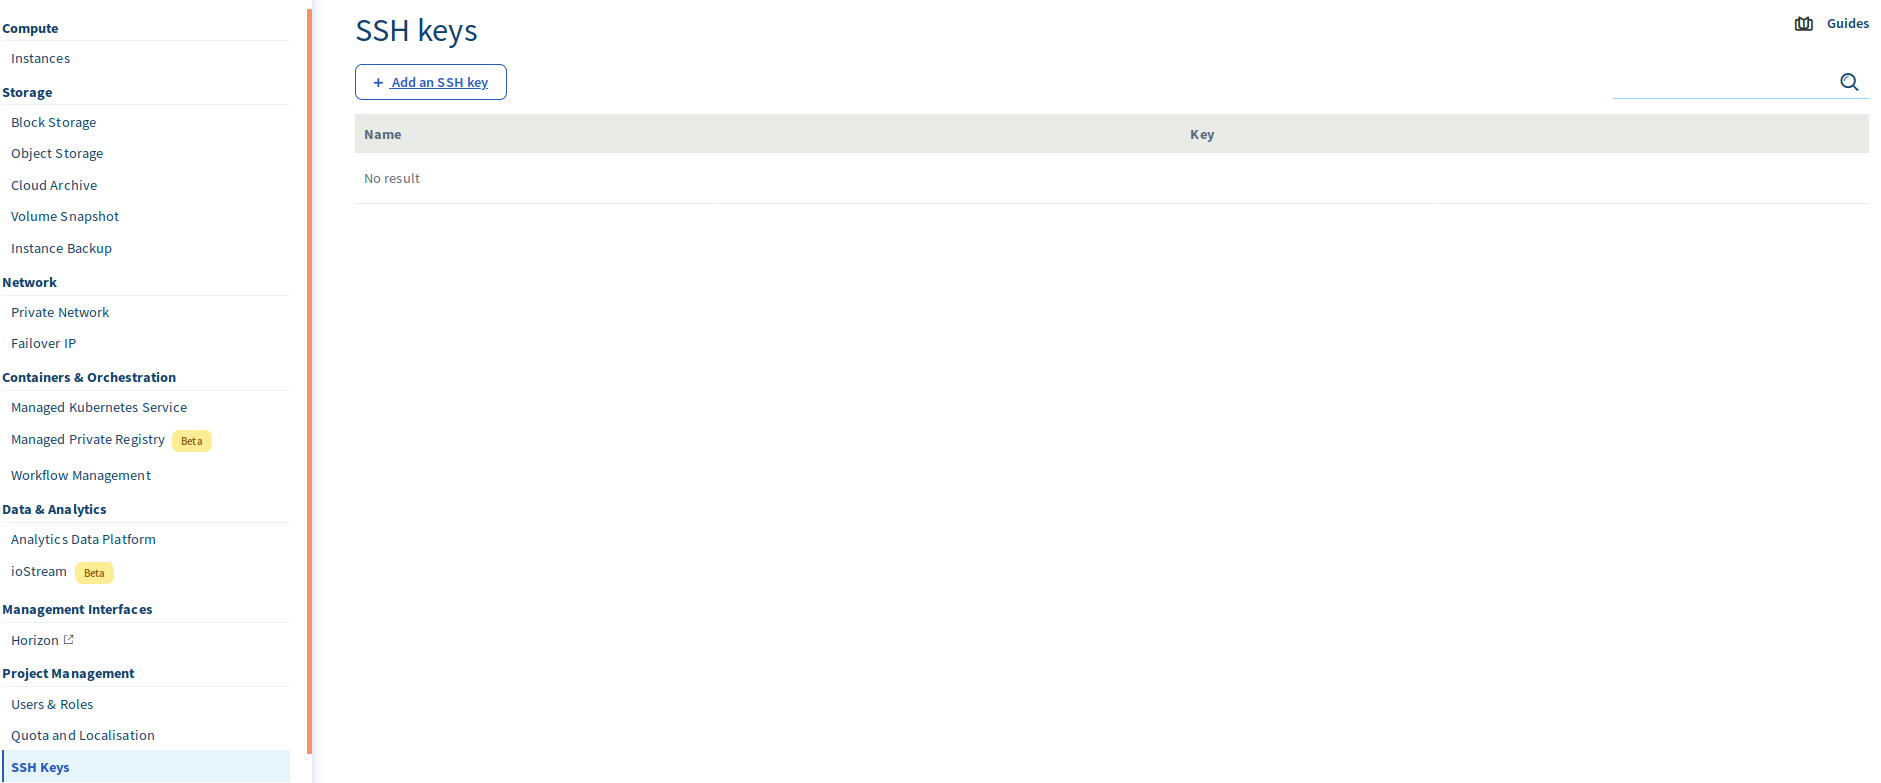 Compute
Instances
Storage
Block Storage
Object Storage
Cloud Archive
Volume Snapshot
Instance Backup
Network
Private Network
Failover IP
Containers & Orchestration
Managed Kubernetes Service
Managed Private Registry Beta
Workflow Management
Data & Analytics
Analytics Data Platform
ioStream Beta
Management Interfaces
Horizon
Project Management
Users & Roles
Quota and Localisation
SSH Keys
SSH keys
Guides
+ Add an SSH key
Name Key
No result